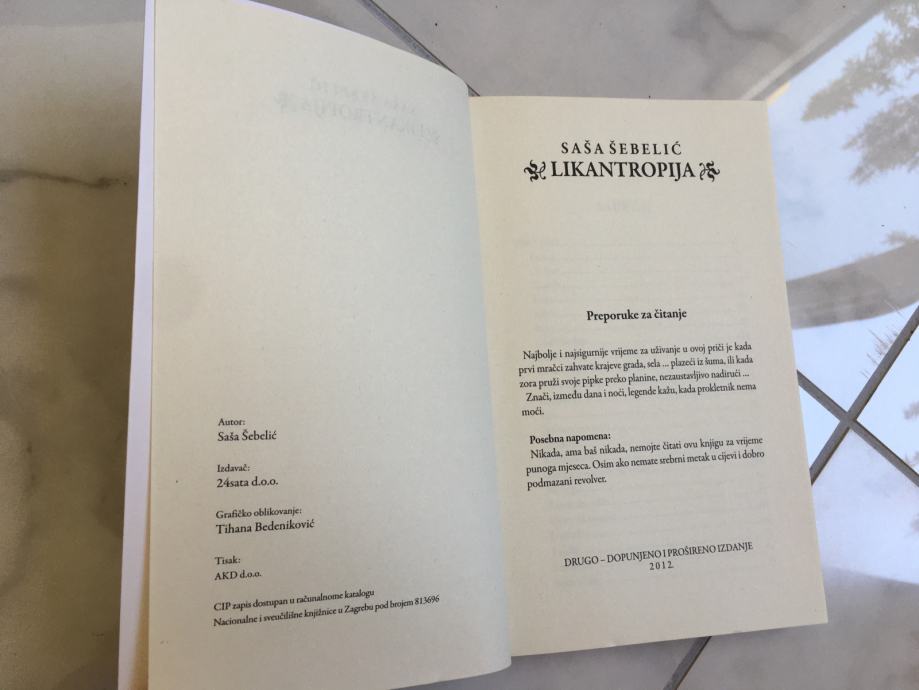 Autor:
Saša Šebelić
Izdavač:
24sata d.o.o.
Grafičko oblikovanje:
Tihana Bedeniković
Tisak:
AKD d.o.o.
CIP zapis dostupan u računalnome katalogu
Nacionalne i sveučilišne knjižnice u Zagrebu pod brojem 813696
SAŠA ŠEBELIĆ
LIKANTROPIJA
Preporuke za čitanje
Najbolje i najsigurnije vrijeme za uživanje u ovoj priči je kada
prvi mračci zahvate krajeve grada, sela ... plazeći iz šuma, ili kada
zora pruži svoje pipke preko planine, nezaustavljivo nadirući ...
Znači, između dana i noći, legende kažu, kada prokletnik nema
moći.
Posebna napomena:
Nikada, ama baš nikada, nemojte čitati ovu knjigu za vrijeme
punoga mjeseca. Osim ako nemate srebrni metak u cijevi i dobro
podmazani revolver.
DRUGO – DOPUNJENO I PROŠIRENO IZDANJE
2012.